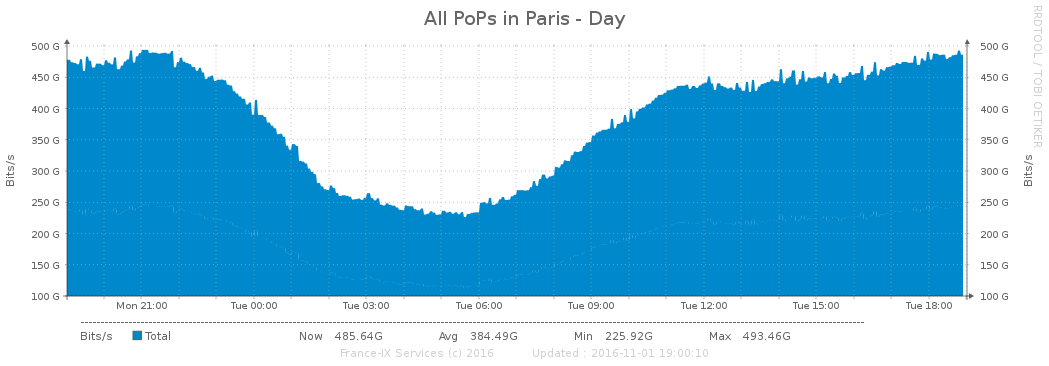 All PoPs in Paris - Day
RRDTOOL / TOBI OETIKER
Bits/s
500 G
450 G
400 G
350 G
300 G
250 G
200 G
150 G
100 G
500 G
450 G
400 G
350 G
300 G
250 G
200 G
150 G
100 G
Bits/s
Mon 21:00 Tue 00:00 Tue 03:00 Tue 06:00 Tue 09:00 Tue 12:00 Tue 15:00 Tue 18:00
Bits/s Total Now 485.64G Avg 384.49G Min 225.92G Max 493.46G
France-IX Services (c) 2016 Updated : 2016-11-01 19:00:10